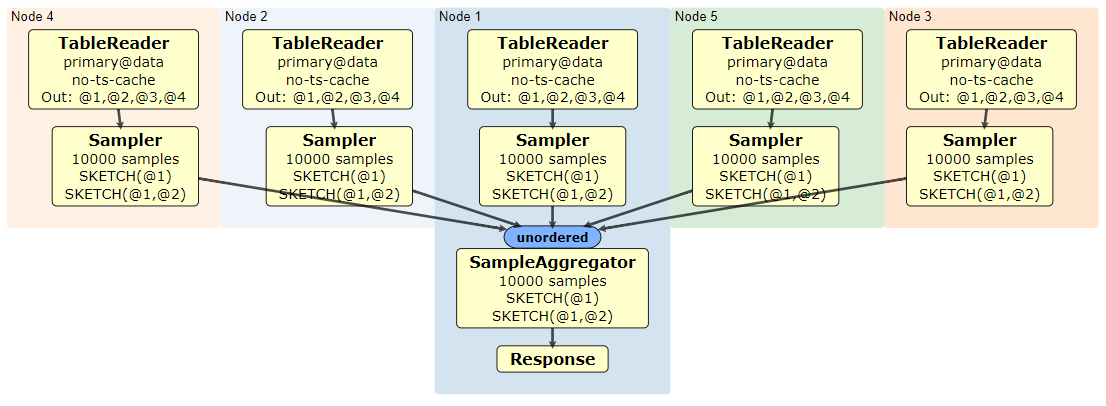 Node 4
TableReader
primary@data
no-ts-cache
Out: @1,@2,@3,@4
Sampler
10000 samples
SKETCH(@1)
SKETCH(@1,@2)
Node 2
TableReader
primary@data
no-ts-cache
Out: @1,@2,@3,@4
Sampler
10000 samples
SKETCH(@1)
SKETCH(@1,@2)
Node 1
TableReader
primary@data
no-ts-cache
Out: @1,@2,@3,@4
Sampler
10000 samples
SKETCH(@1)
SKETCH(@1,@2)
Node 5
TableReader
primary@data
no-ts-cache
Out: @1,@2,@3,@4
Sampler
10000 samples
SKETCH(@1)
SKETCH(@1,@2)
Node 3
TableReader
primary@data
no-ts-cache
Out: @1,@2,@3,@4
Sampler
10000 samples
SKETCH(@1)
SKETCH(@1,@2)
unordered
SampleAggregator
10000 samples
SKETCH(@1)
SKETCH(@1,@2)
Response